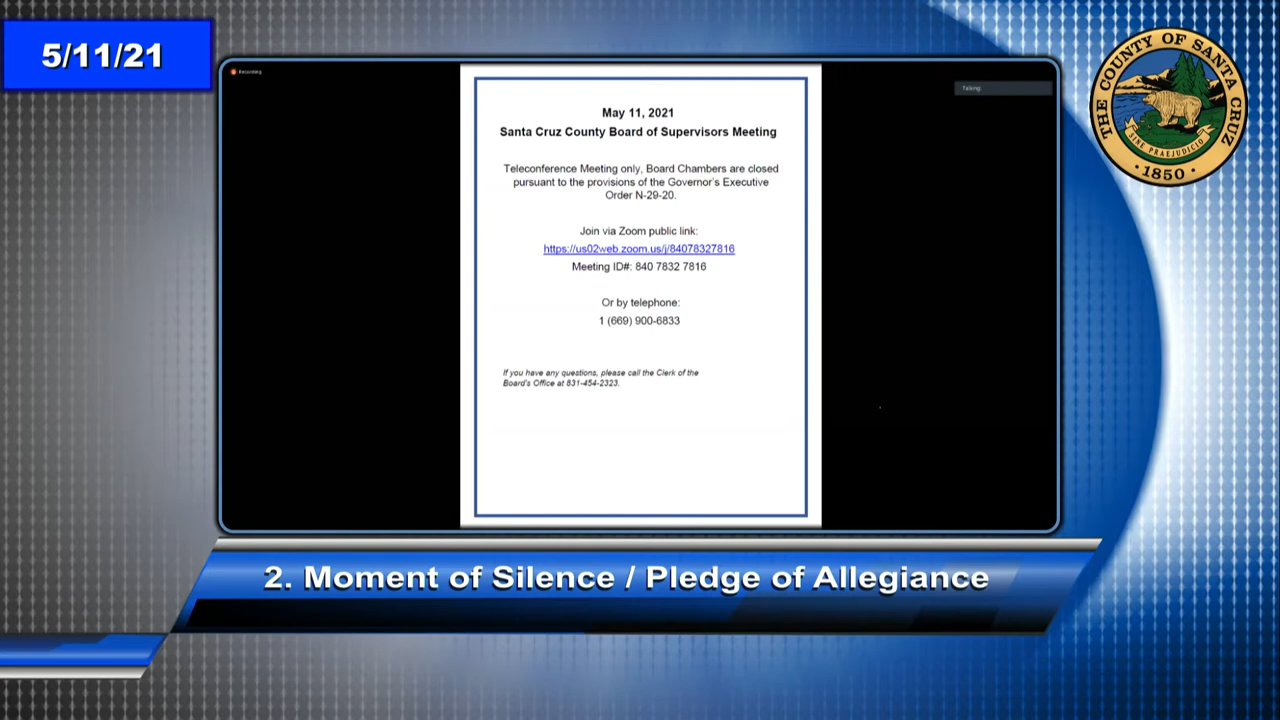 5/11/21
Recording
Talking:
THE COUNTY OF SANTA CRUZ
SINE PRAEJUDICIO
• 1850 •
May 11, 2021
Santa Cruz County Board of Supervisors Meeting
Teleconference Meeting only, Board Chambers are closed
pursuant to the provisions of the Governor's Executive
Order N-29-20.
Join via Zoom public link:
https://us02web.zoom.us/j/84078327816
Meeting ID#: 840 7832 7816
Or by telephone:
1 (669) 900-6833
If you have any questions, please call the Clerk of the
Board's Office at 831-454-2323.
2. Moment of Silence / Pledge of Allegiance